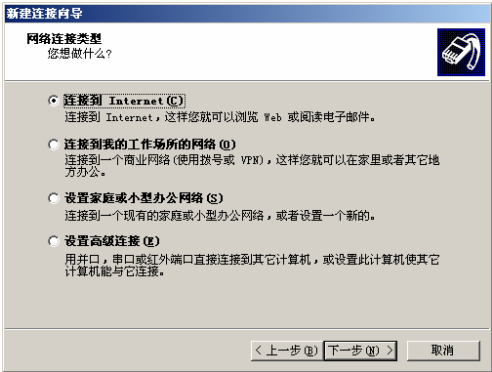 新建连接向导
网络连接类型
您想做什么?
连接到 Internet(C)
连接到 Internet，这样您就可以浏览 Web 或阅读电子邮件。
连接到我的工作场所的网络(O)
连接到一个商业网络(使用拨号或 VPN)，这样您就可以在家里或者其它地
方办公。
设置家庭或小型办公网络(S)
连接到一个现有的家庭或小型办公网络，或者设置一个新的。
设置高级连接(E)
用并口，串口或红外端口直接连接到其它计算机，或设置此计算机使其它
计算机能与它连接。
< 上一步(B) 下一步(N) > 取消